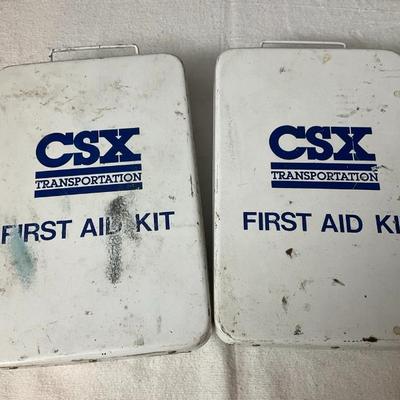 CSX
TRANSPORTATION
FIRST AID KIT
CSX
TRANSPORTATION
FIRST AID KI